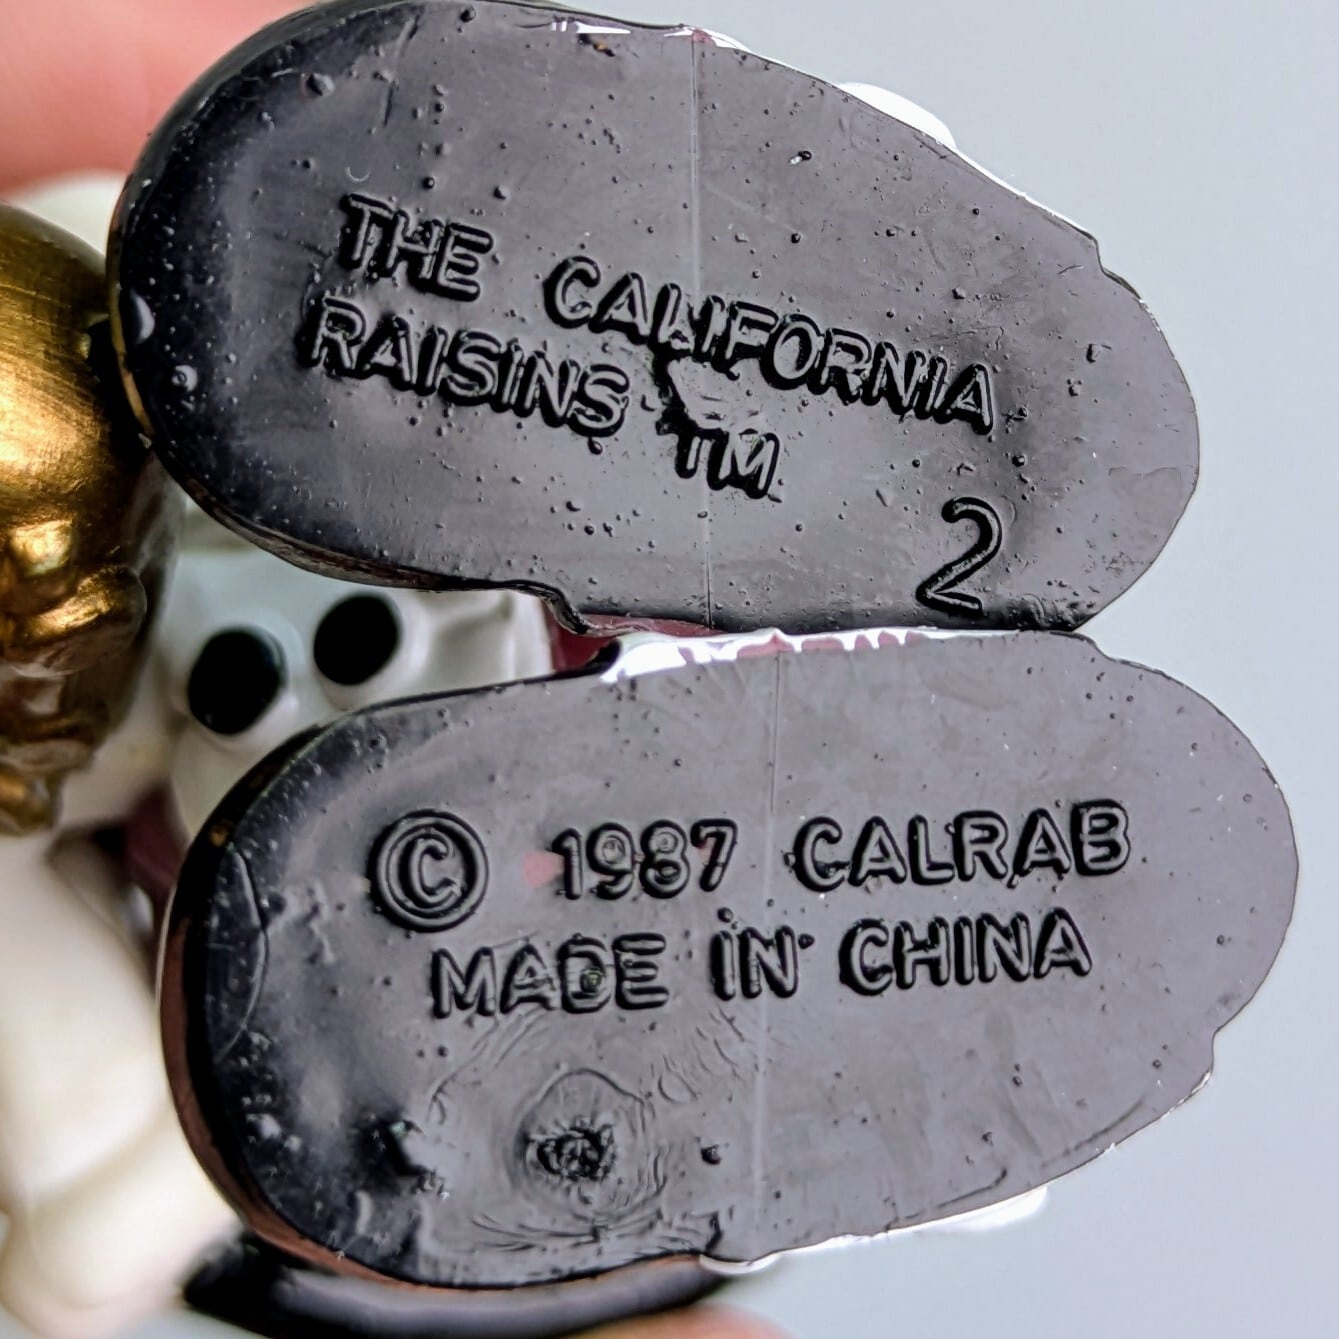 THE CALIFORNIA
RAISINS TM
2
© 1987 CALRAB
MADE IN CHINA